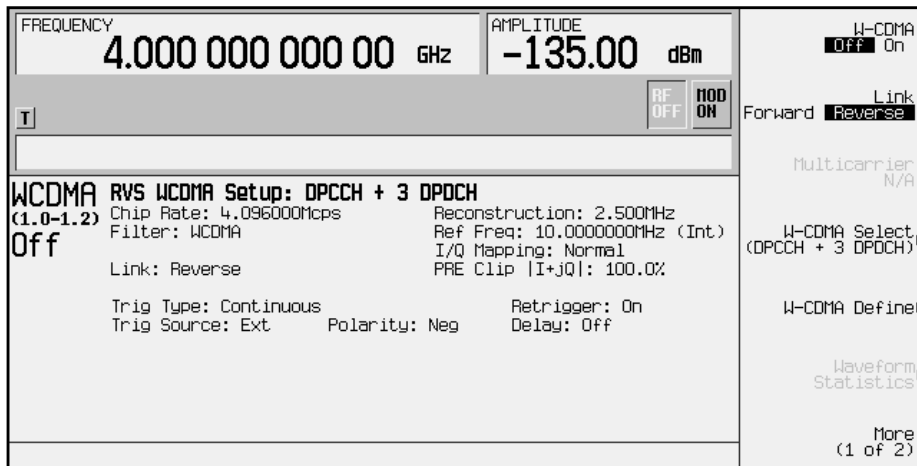 FREQUENCY
4.000 000 000 00 GHz
AMPLITUDE
-135.00 dBm
RF OFF
MOD ON
T
WCDMA
(1.0-1.2)
Off
RVS WCDMA Setup: DPCCH + 3 DPDCH
Chip Rate: 4.096000Mcps
Reconstruction: 2.500MHz
Filter: WCDMA
Ref Freq: 10.0000000MHz (Int)
I/Q Mapping: Normal
Link: Reverse
PRE Clip |I+jQ|: 100.0%
Trig Type: Continuous
Retrigger: On
Trig Source: Ext
Polarity: Neg
Delay: Off
W-CDMA
Off On
Link
Forward Reverse
Multicarrier
N/A
W-CDMA Select
(DPCCH + 3 DPDCH)
W-CDMA Define
Waveform
Statistics
More
(1 of 2)